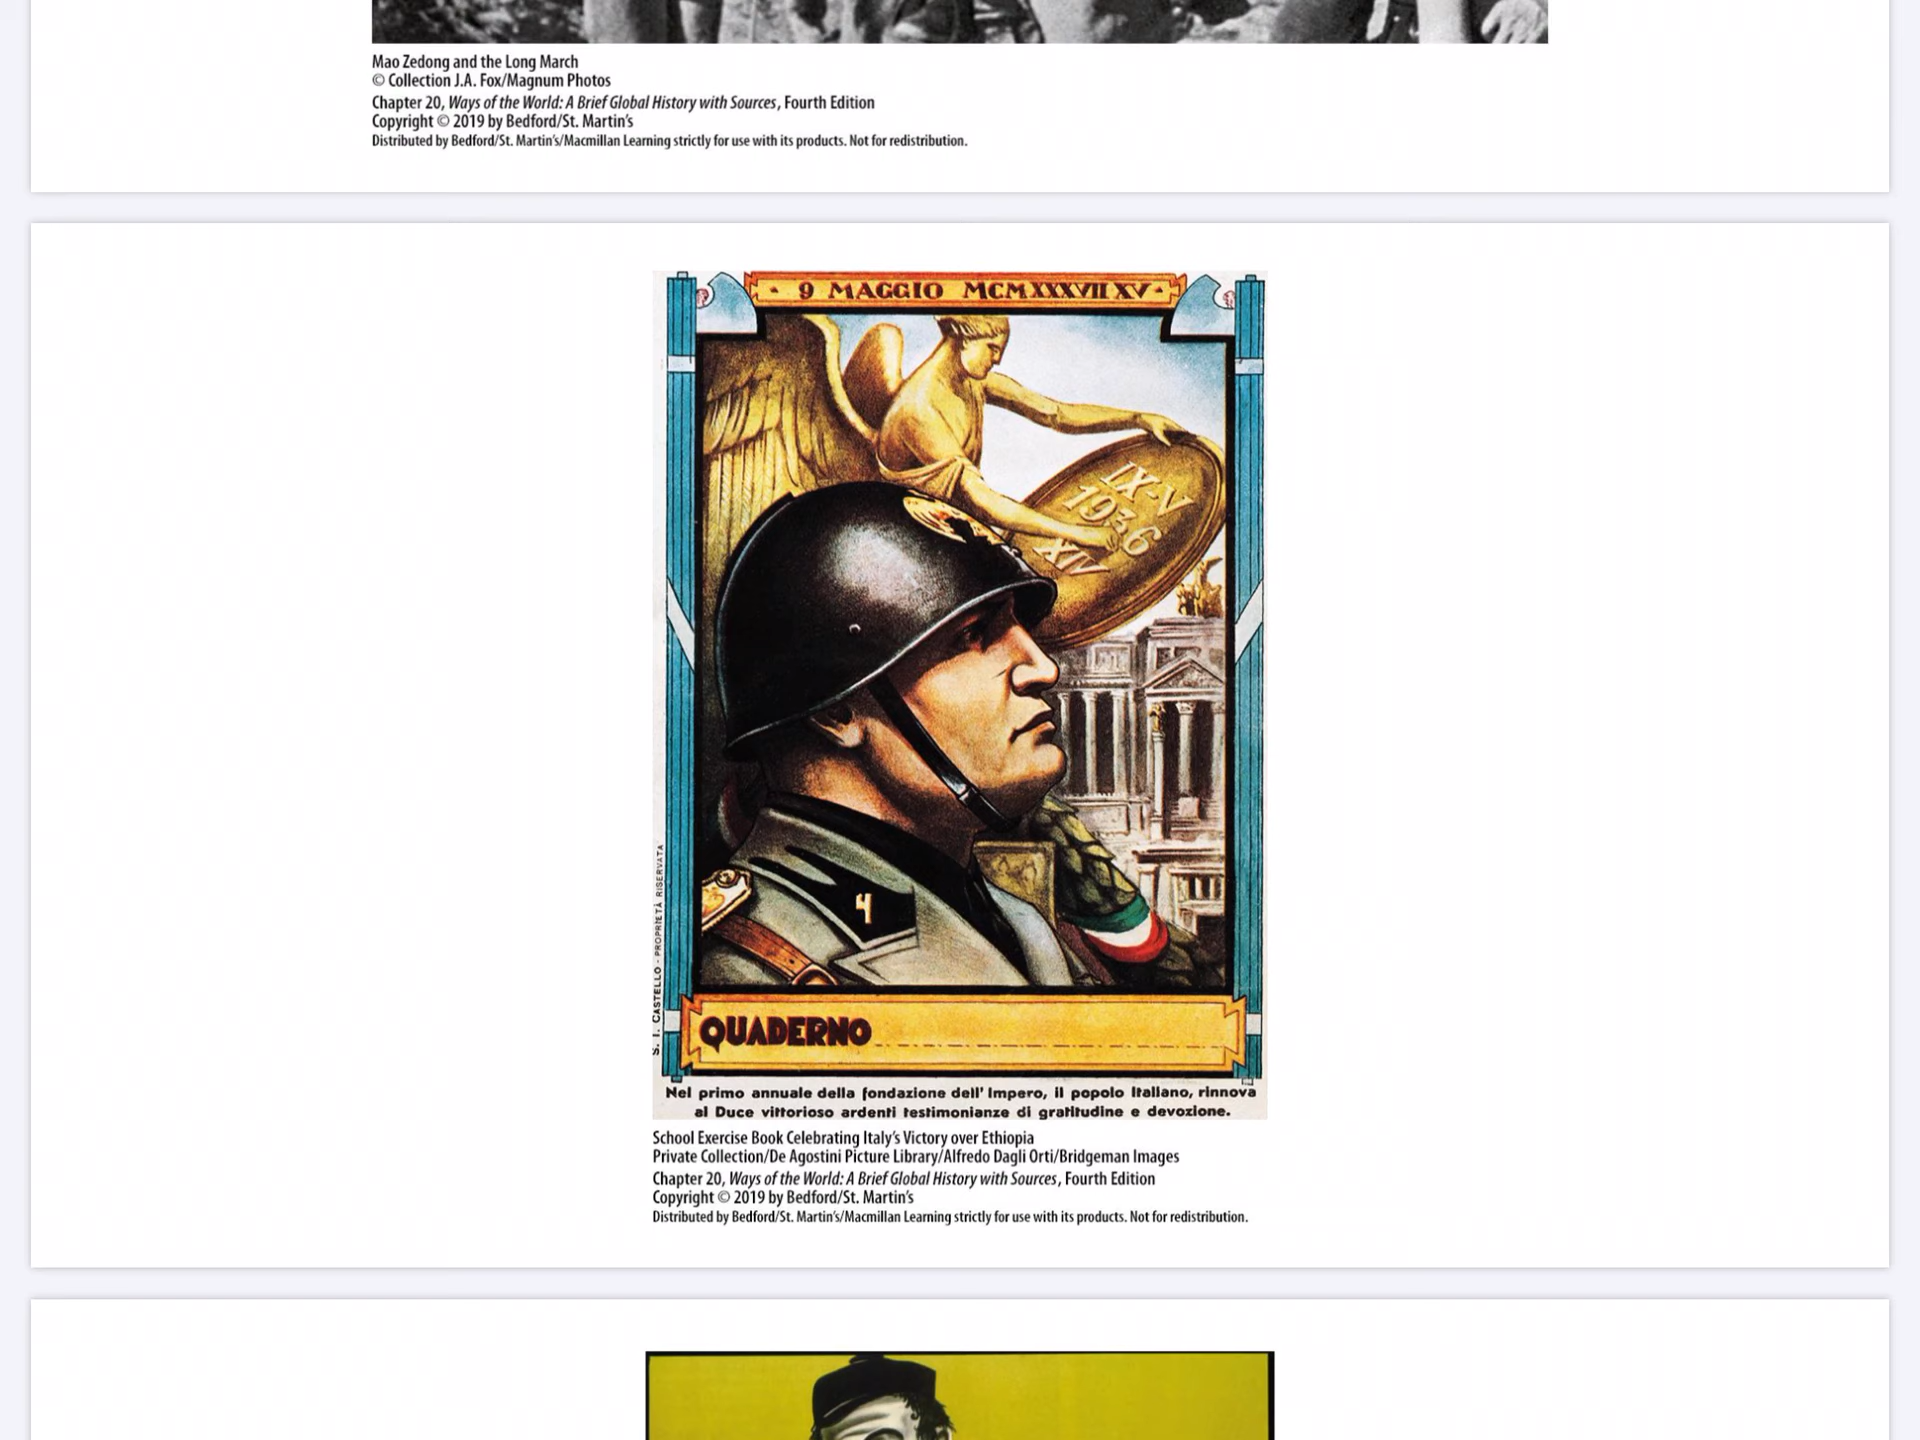 Mao Zedong and the Long March
© Collection J.A. Fox/Magnum Photos
Chapter 20, Ways of the World: A Brief Global History with Sources, Fourth Edition
Copyright © 2019 by Bedford/St. Martin's
Distributed by Bedford/St. Martin's/Macmillan Learning strictly for use with its products. Not for redistribution.
· 9 MAGGIO MCMXXXVII XV ·
IX·V
1936
XIV
4
S. I. CASTELLO - PROPRIETÀ RISERVATA
QUADERNO
Nel primo annuale della fondazione dell' Impero, il popolo Italiano, rinnova
al Duce vittorioso ardenti testimonianze di gratitudine e devozione.
School Exercise Book Celebrating Italy's Victory over Ethiopia
Private Collection/De Agostini Picture Library/Alfredo Dagli Orti/Bridgeman Images
Chapter 20, Ways of the World: A Brief Global History with Sources, Fourth Edition
Copyright © 2019 by Bedford/St. Martin's
Distributed by Bedford/St. Martin's/Macmillan Learning strictly for use with its products. Not for redistribution.